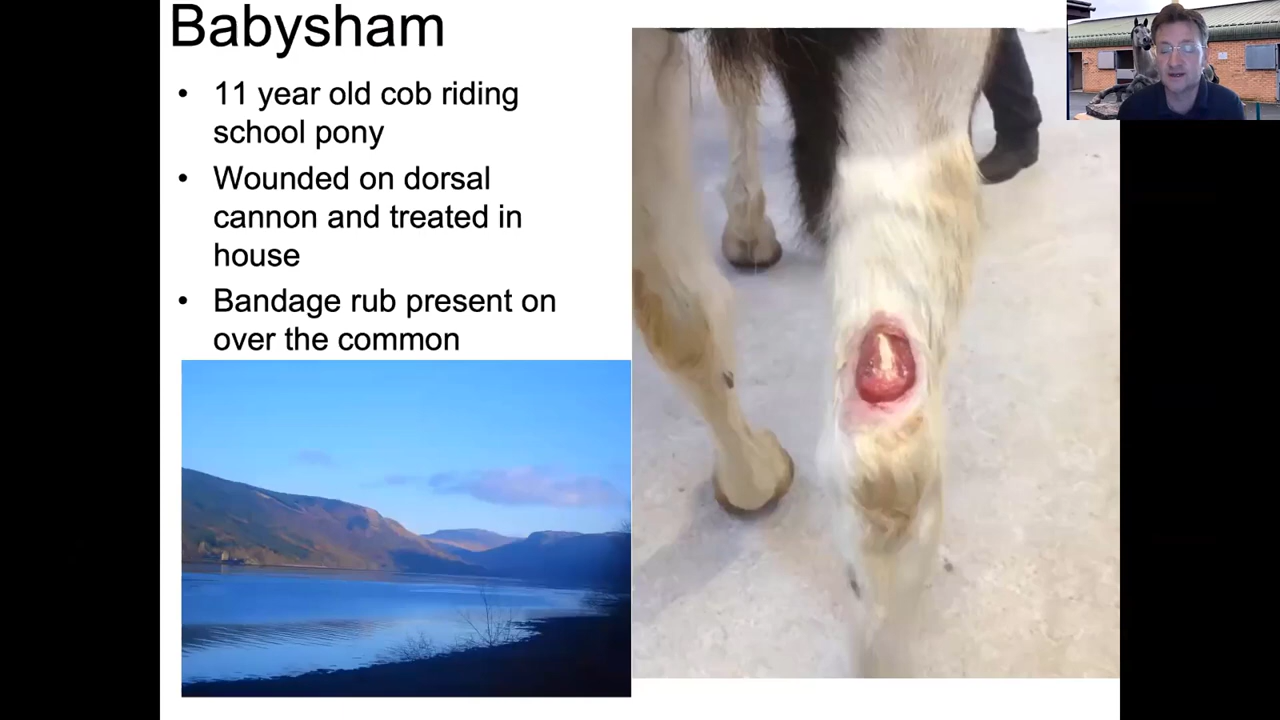 Babysham
• 11 year old cob riding
school pony
• Wounded on dorsal
cannon and treated in
house
• Bandage rub present on
over the common